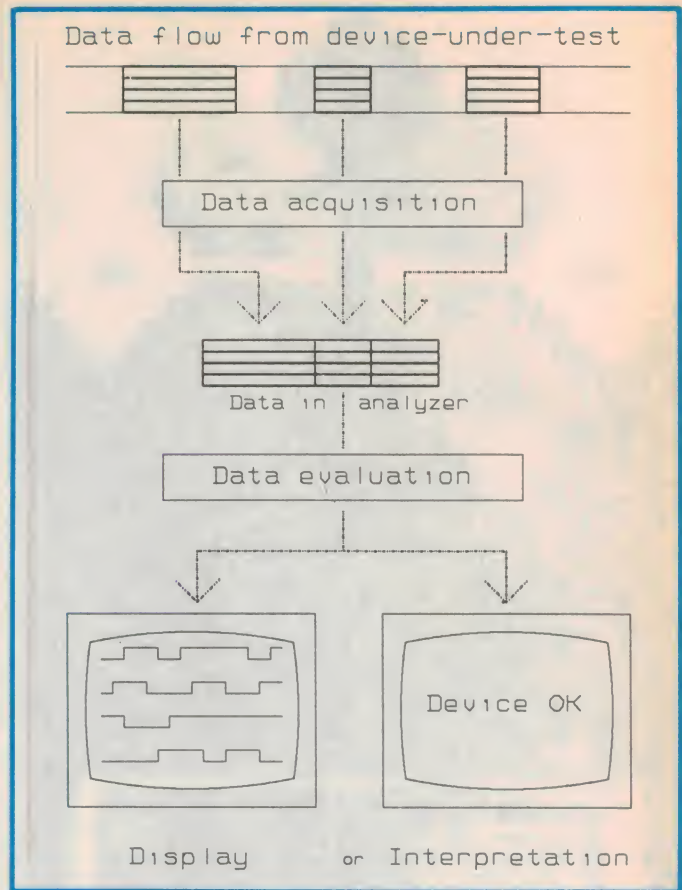 Data flow from device-under-test
Data acquisition
Data in analyzer
Data evaluation
Device OK
Display or Interpretation